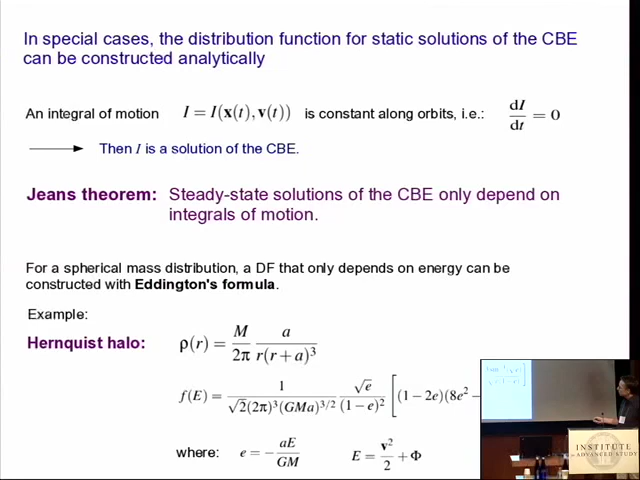 In special cases, the distribution function for static solutions of the CBE
can be constructed analytically
An integral of motion I = I(x(t), v(t)) is constant along orbits, i.e.: dI/dt = 0
Then I is a solution of the CBE.
Jeans theorem: Steady-state solutions of the CBE only depend on
integrals of motion.
For a spherical mass distribution, a DF that only depends on energy can be
constructed with Eddington's formula.
Example:
Hernquist halo: ρ(r) = M/2π a/r(r+a)³
f(E) = 1/√2(2π)³(GMa)^3/2 √e/(1−e)² [(1−2e)(8e²−
where: e = −aE/GM E = v²/2 + Φ
INSTITUTE
ADVANCED STUDY